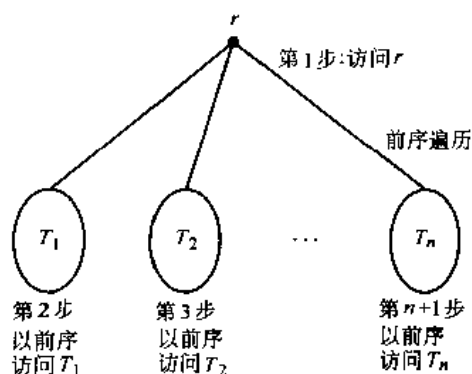 r
第1步:访问r
前序遍历
T₁
T₂
...
Tₙ
第2步
以前序
访问T₁
第3步
以前序
访问T₂
第n+1步
以前序
访问Tₙ